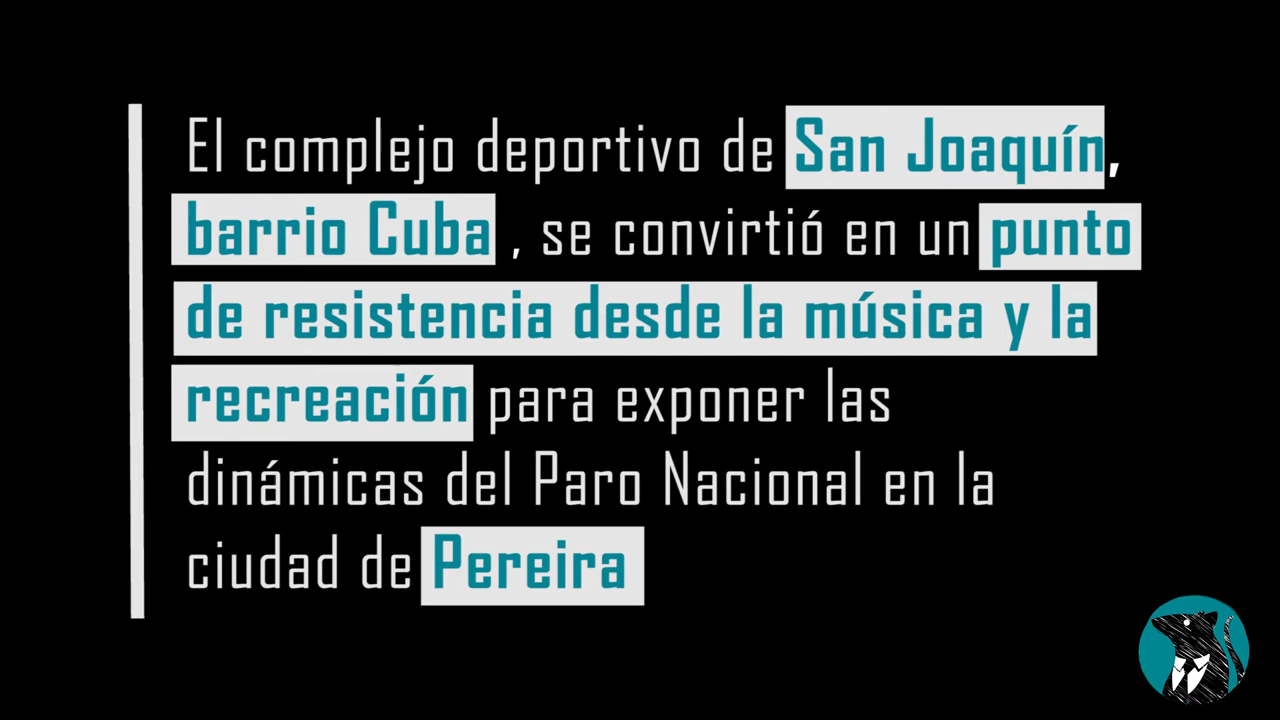 El complejo deportivo de San Joaquín,
barrio Cuba , se convirtió en un punto
de resistencia desde la música y la
recreación para exponer las
dinámicas del Paro Nacional en la
ciudad de Pereira